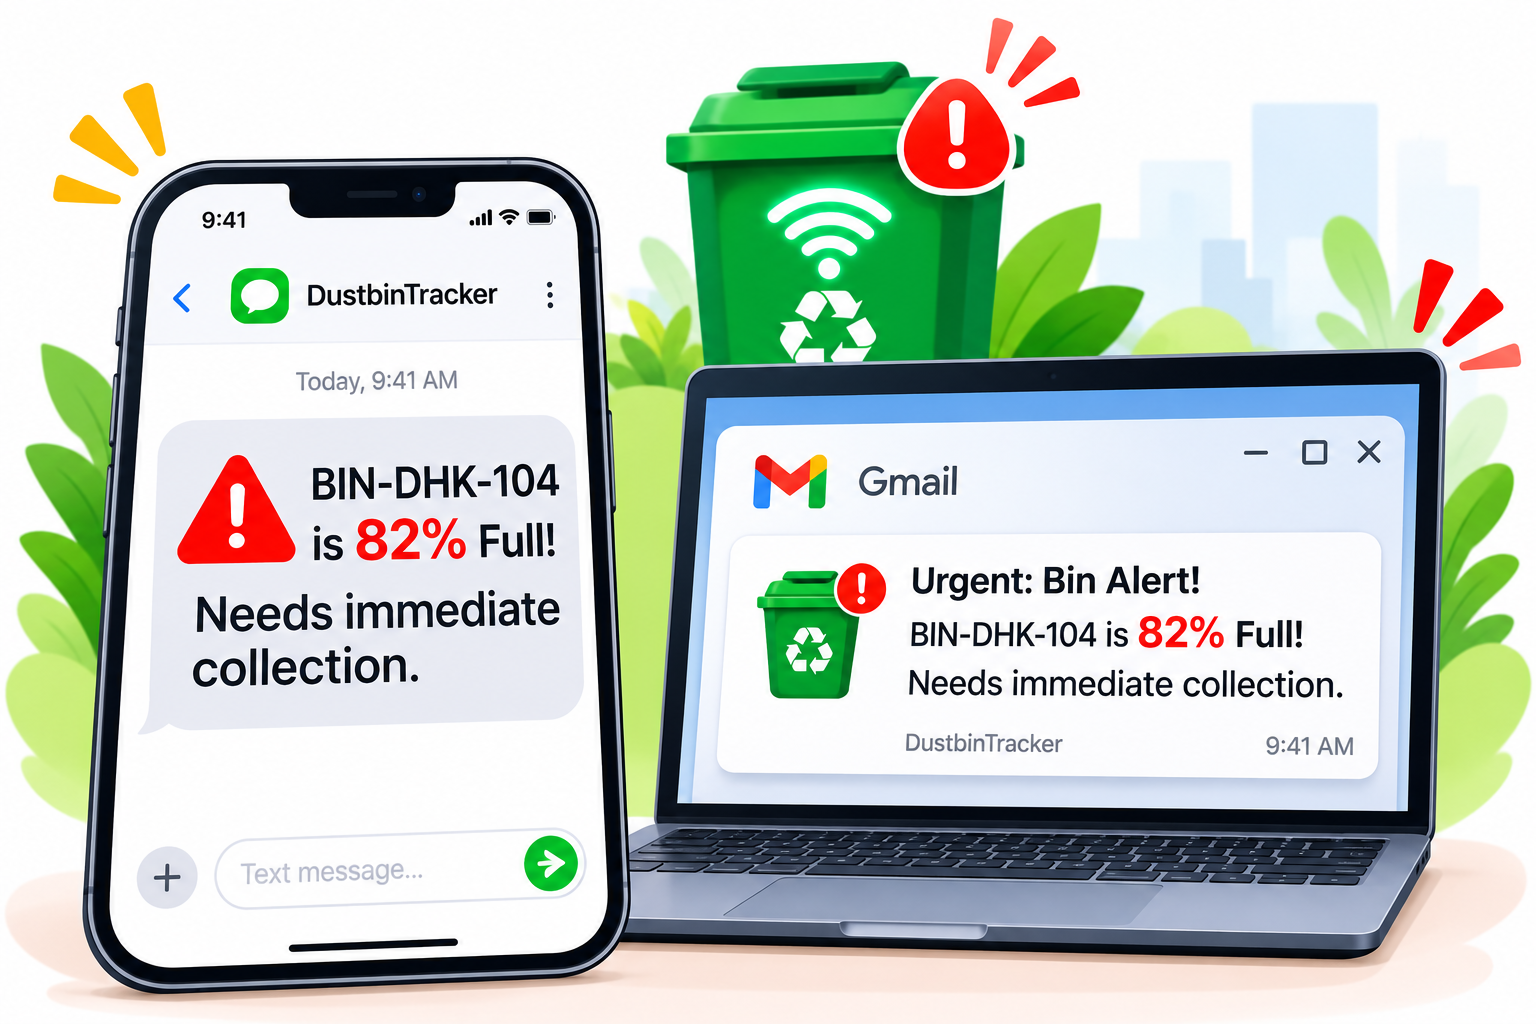 9:41
DustbinTracker
Today, 9:41 AM
BIN-DHK-104
is 82% Full!
Needs immediate
collection.
Text message...
Gmail
Urgent: Bin Alert!
BIN-DHK-104 is 82% Full!
Needs immediate collection.
DustbinTracker 9:41 AM